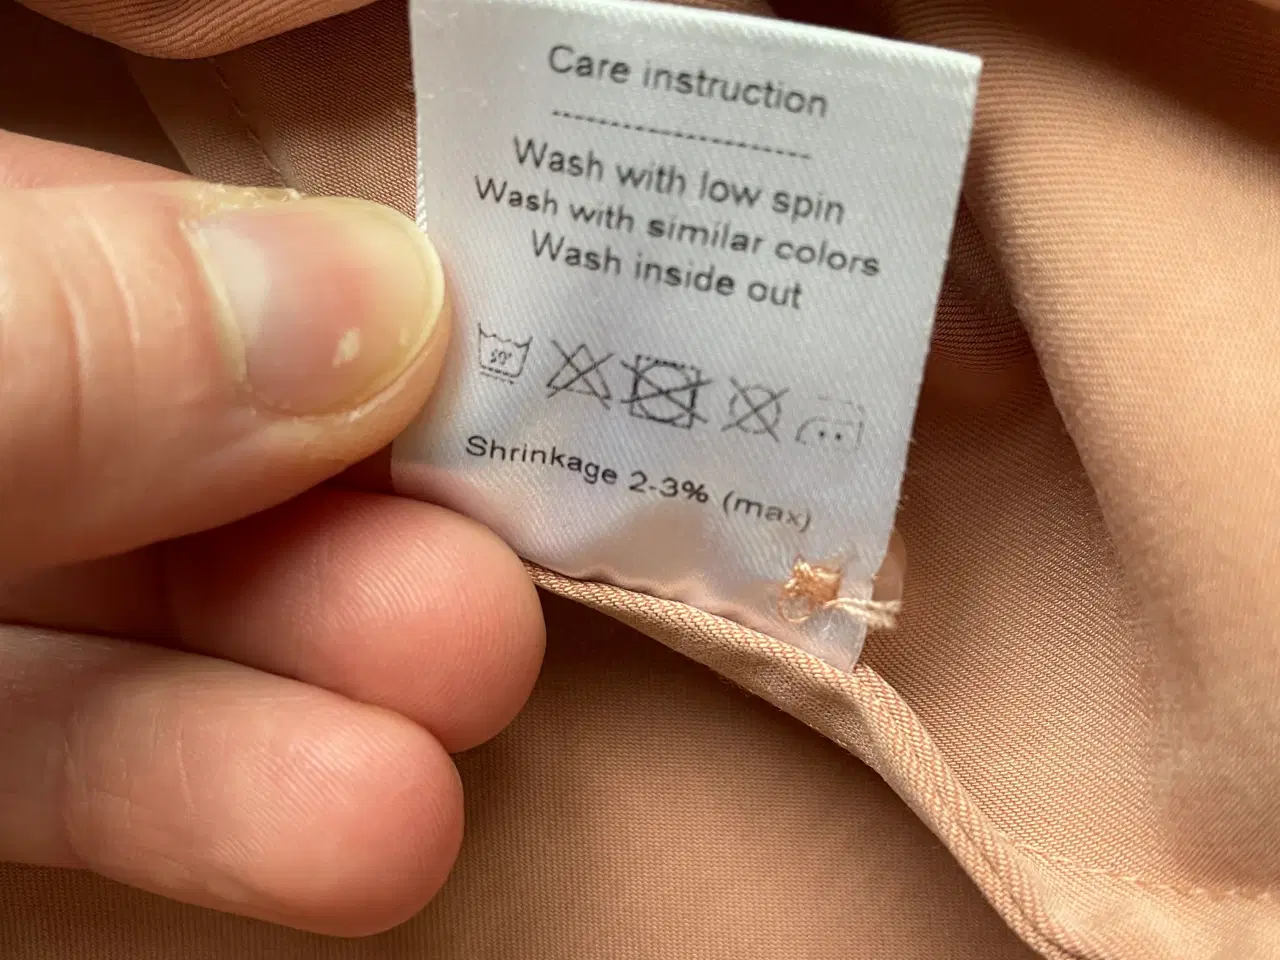 Care instruction
--------------------
Wash with low spin
Wash with similar colors
Wash inside out
Shrinkage 2-3% (max)